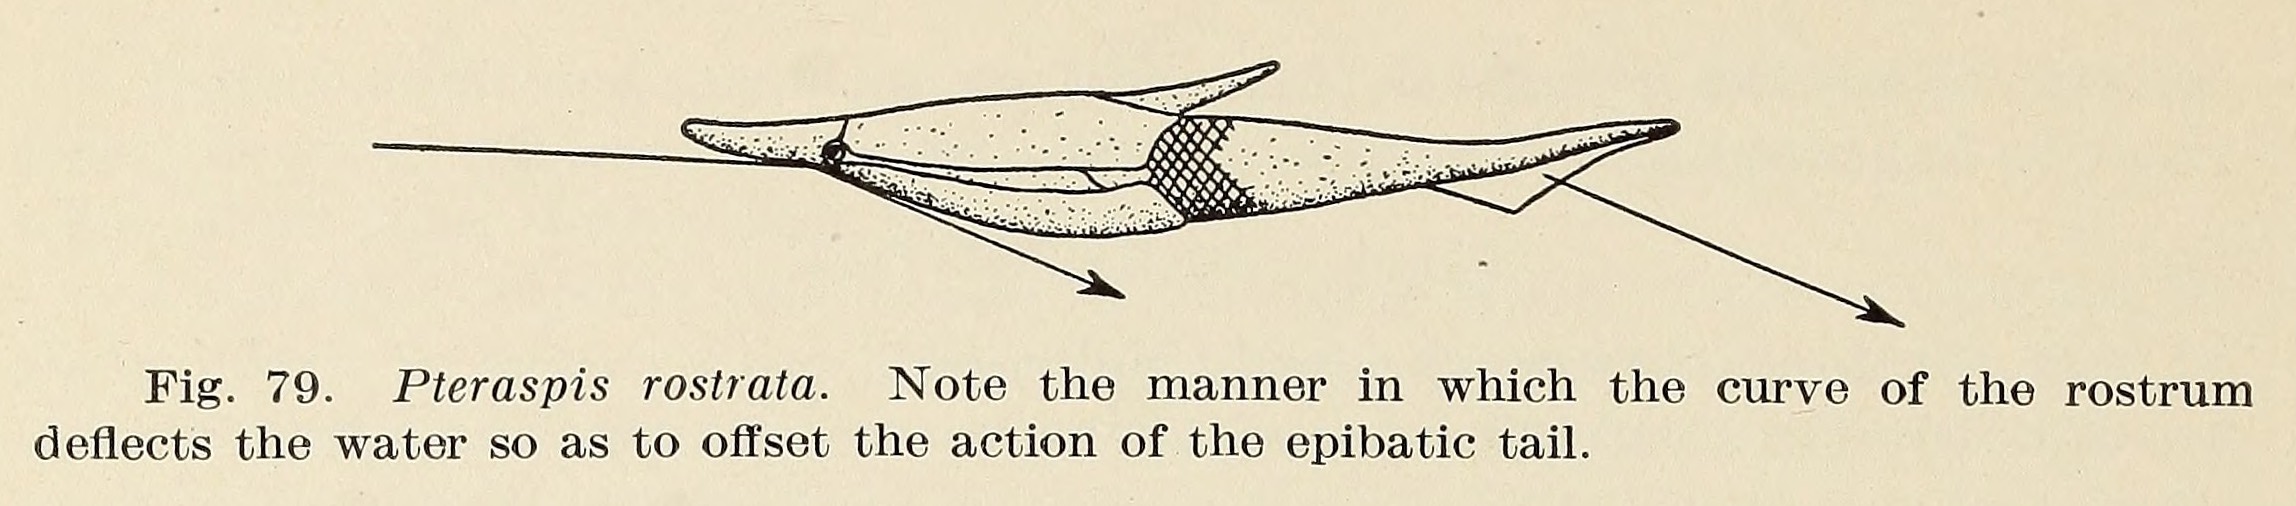 Fig. 79. Pteraspis rostrata. Note the manner in which the curve of the rostrum
deflects the water so as to offset the action of the epibatic tail.